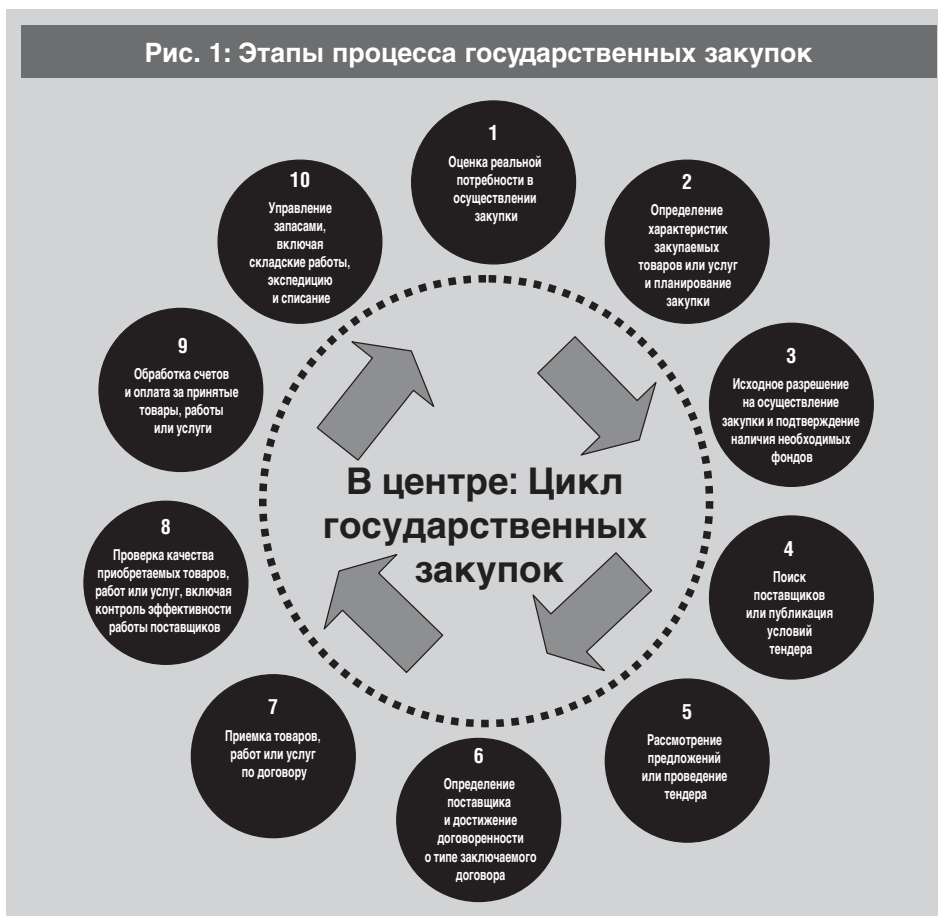 Рис. 1: Этапы процесса государственных закупок
1
Оценка реальной
потребности в
осуществлении
закупки
2
Определение
характеристик
закупаемых
товаров или услуг
и планирование
закупки
3
Исходное разрешение
на осуществление
закупки и подтверждение
наличия необходимых
фондов
4
Поиск
поставщиков
или публикация
условий
тендера
5
Рассмотрение
предложений
или проведение
тендера
6
Определение
поставщика
и достижение
договоренности
о типе заключаемого
договора
7
Приемка товаров,
работ или услуг
по договору
8
Проверка качества
приобретаемых товаров,
работ или услуг, включая
контроль эффективности
работы поставщиков
9
Обработка счетов
и оплата за принятые
товары, работы
или услуги
10
Управление
запасами,
включая
складские работы,
экспедицию
и списание
В центре: Цикл
государственных
закупок